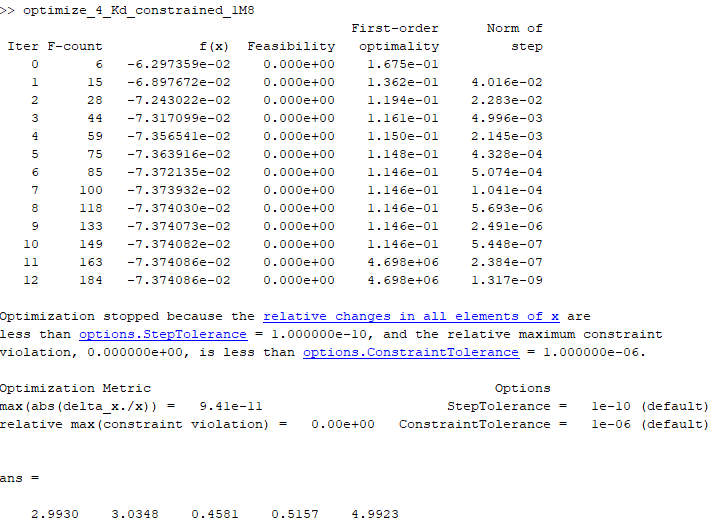 >> optimize_4_Kd_constrained_1M8
First-order Norm of
Iter F-count f(x) Feasibility optimality step
0 6 -6.297359e-02 0.000e+00 1.675e-01
1 15 -6.897672e-02 0.000e+00 1.362e-01 4.016e-02
2 28 -7.243022e-02 0.000e+00 1.194e-01 2.283e-02
3 44 -7.317099e-02 0.000e+00 1.161e-01 4.996e-03
4 59 -7.356541e-02 0.000e+00 1.150e-01 2.145e-03
5 75 -7.363916e-02 0.000e+00 1.148e-01 4.328e-04
6 85 -7.372135e-02 0.000e+00 1.146e-01 5.074e-04
7 100 -7.373932e-02 0.000e+00 1.146e-01 1.041e-04
8 118 -7.374030e-02 0.000e+00 1.146e-01 5.693e-06
9 133 -7.374073e-02 0.000e+00 1.146e-01 2.491e-06
10 149 -7.374082e-02 0.000e+00 1.146e-01 5.448e-07
11 163 -7.374086e-02 0.000e+00 4.698e+06 2.384e-07
12 184 -7.374086e-02 0.000e+00 4.698e+06 1.317e-09
Optimization stopped because the relative changes in all elements of x are
less than options.StepTolerance = 1.000000e-10, and the relative maximum constraint
violation, 0.000000e+00, is less than options.ConstraintTolerance = 1.000000e-06.
Optimization Metric Options
max(abs(delta_x./x)) = 9.41e-11 StepTolerance = 1e-10 (default)
relative max(constraint violation) = 0.00e+00 ConstraintTolerance = 1e-06 (default)
ans =
2.9930 3.0348 0.4581 0.5157 4.9923